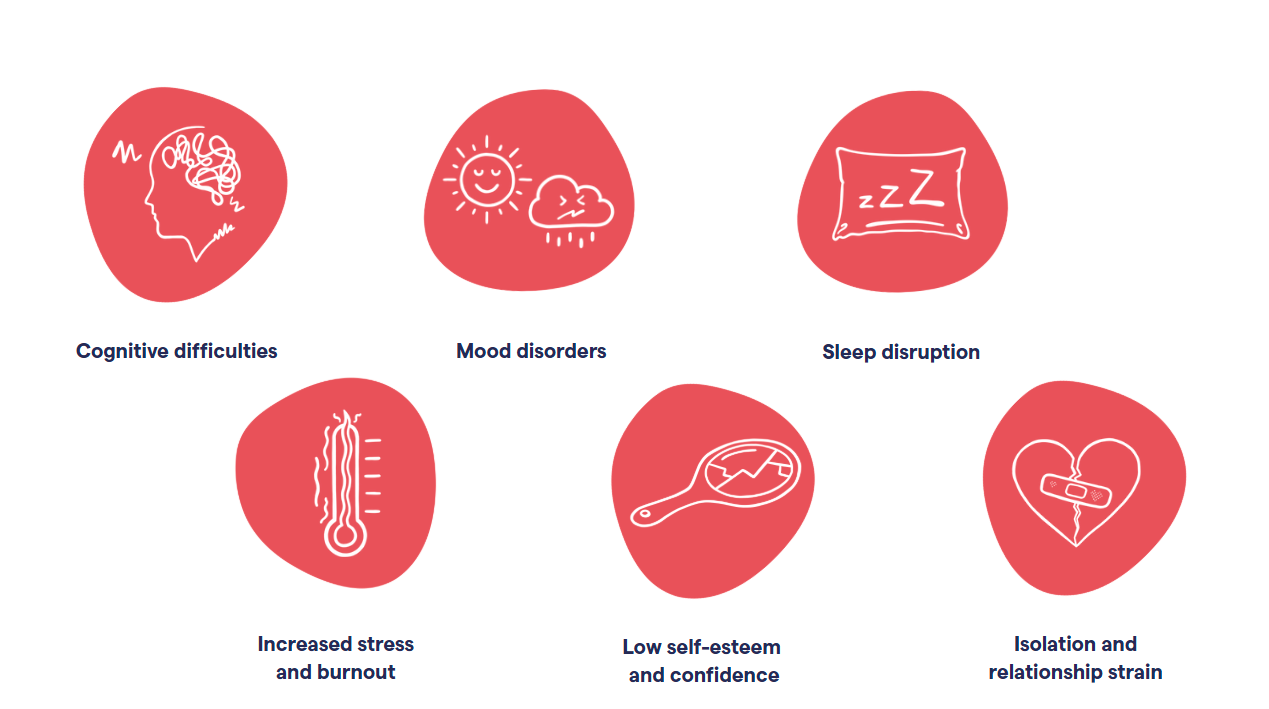 z z Z
Cognitive difficulties
Mood disorders
Sleep disruption
Increased stress
and burnout
Low self-esteem
and confidence
Isolation and
relationship strain